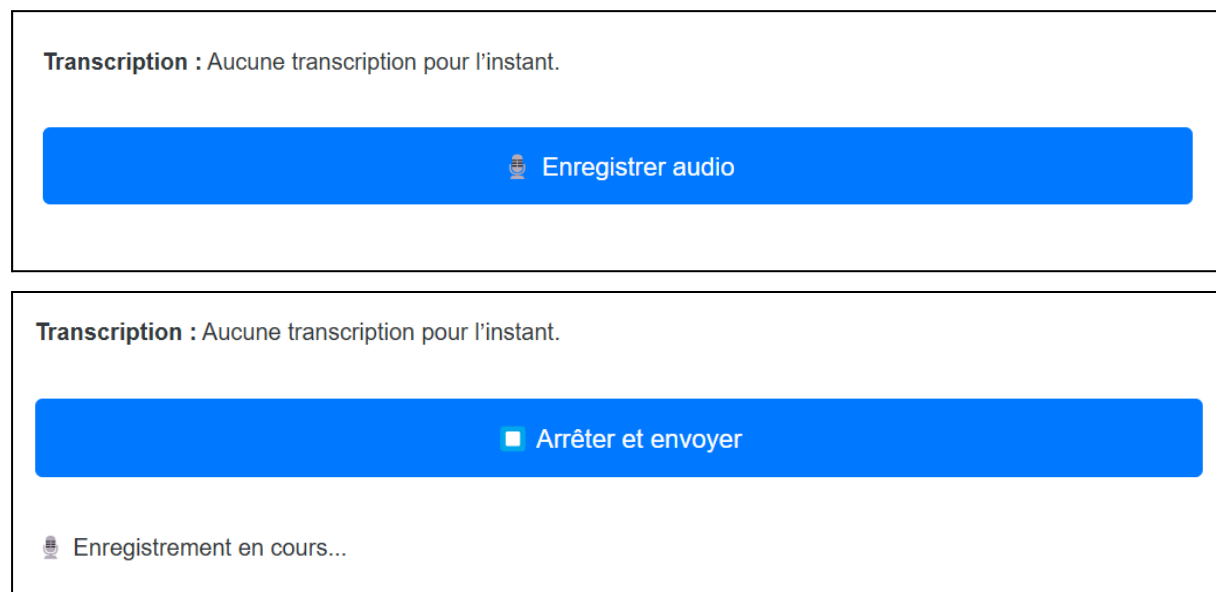 Transcription : Aucune transcription pour l’instant.
🎙 Enregistrer audio
Transcription : Aucune transcription pour l’instant.
⏹ Arrêter et envoyer
🎙 Enregistrement en cours...